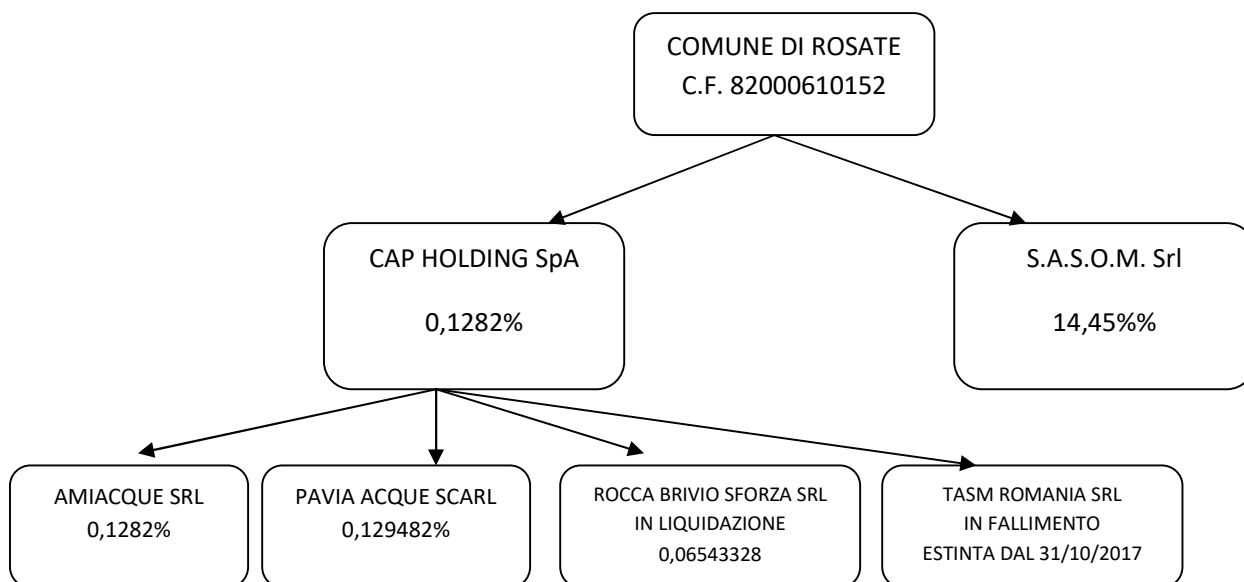 COMUNE DI ROSATE
C.F. 82000610152
CAP HOLDING SpA
0,1282%
S.A.S.O.M. Srl
14,45%%
AMIACQUE SRL
0,1282%
PAVIA ACQUE SCARL
0,129482%
ROCCA BRIVIO SFORZA SRL
IN LIQUIDAZIONE
0,06543328
TASM ROMANIA SRL
IN FALLIMENTO
ESTINTA DAL 31/10/2017